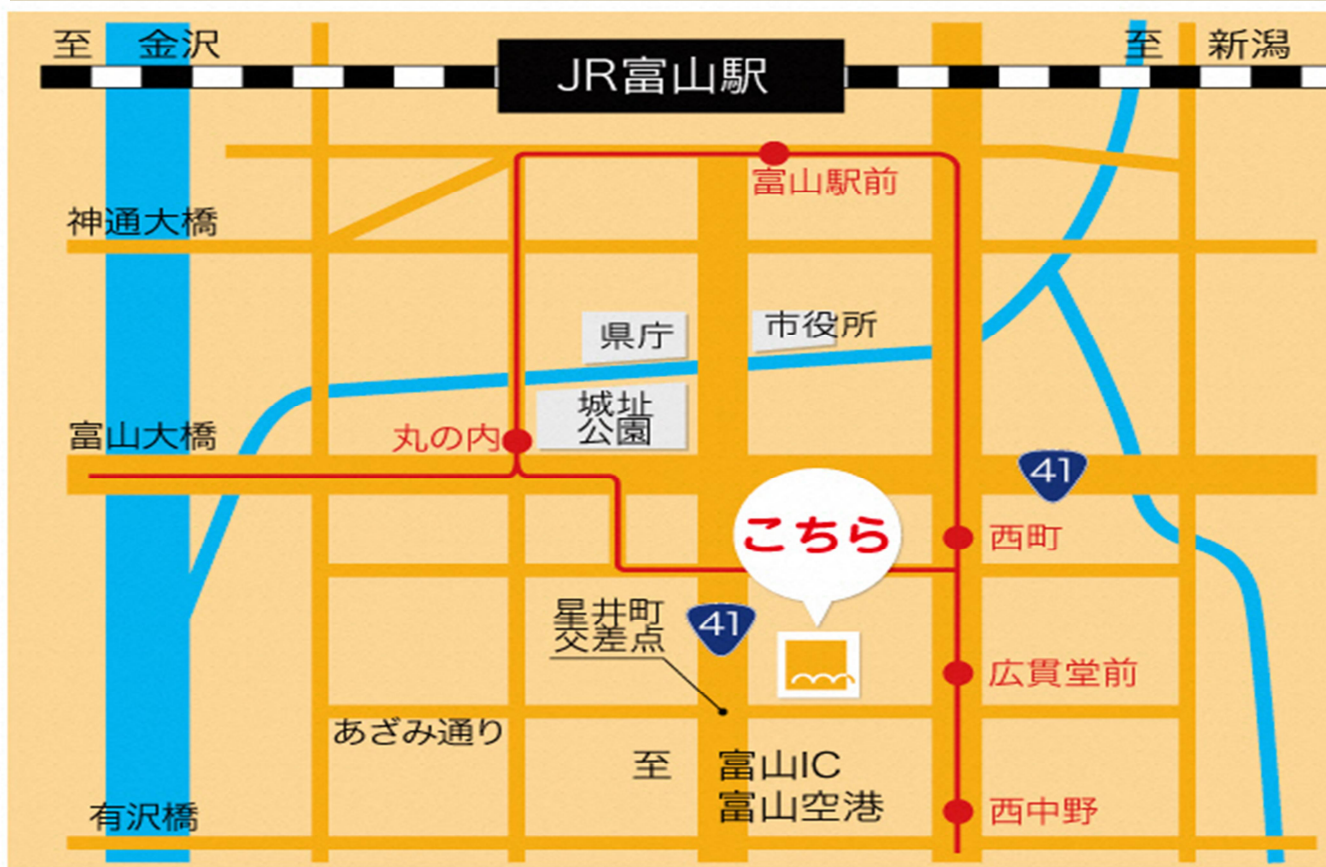 至 金沢
JR富山駅
至 新潟
富山駅前
神通大橋
県庁
市役所
城址
公園
富山大橋
丸の内
41
こちら
西町
星井町
交差点
41
広貫堂前
あざみ通り
至 富山IC
富山空港
有沢橋
西中野